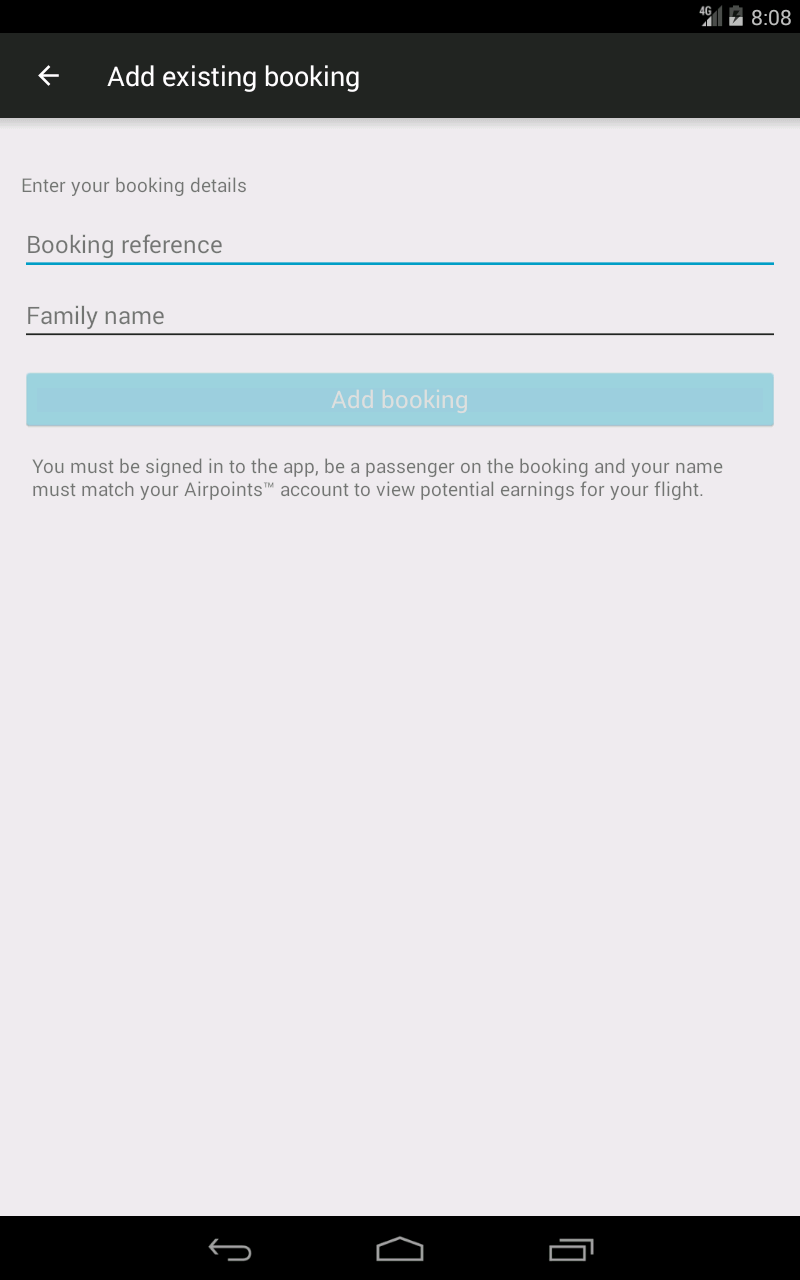 4G 8:08
Add existing booking
Enter your booking details
Booking reference
Family name
Add booking
You must be signed in to the app, be a passenger on the booking and your name
must match your Airpoints™ account to view potential earnings for your flight.